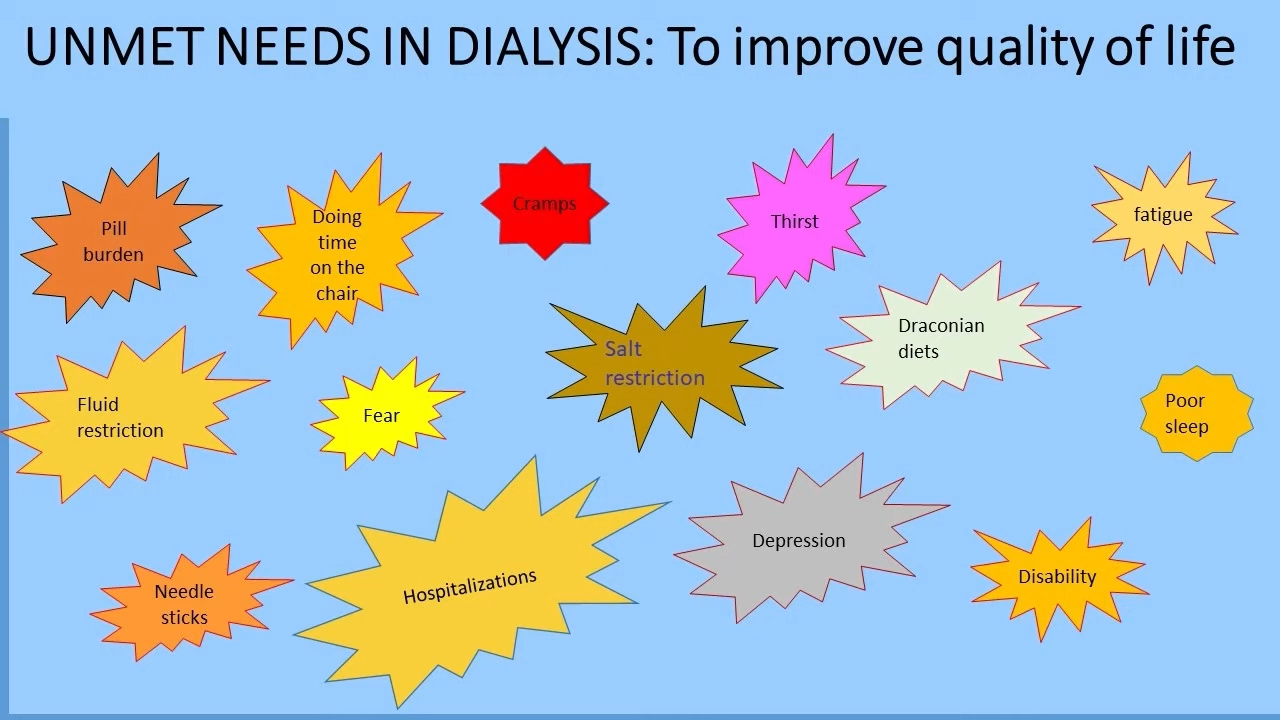 UNMET NEEDS IN DIALYSIS: To improve quality of life
Pill
burden
Doing
time
on the
chair
Cramps
Thirst
fatigue
Salt
restriction
Draconian
diets
Fluid
restriction
Fear
Poor
sleep
Needle
sticks
Hospitalizations
Depression
Disability